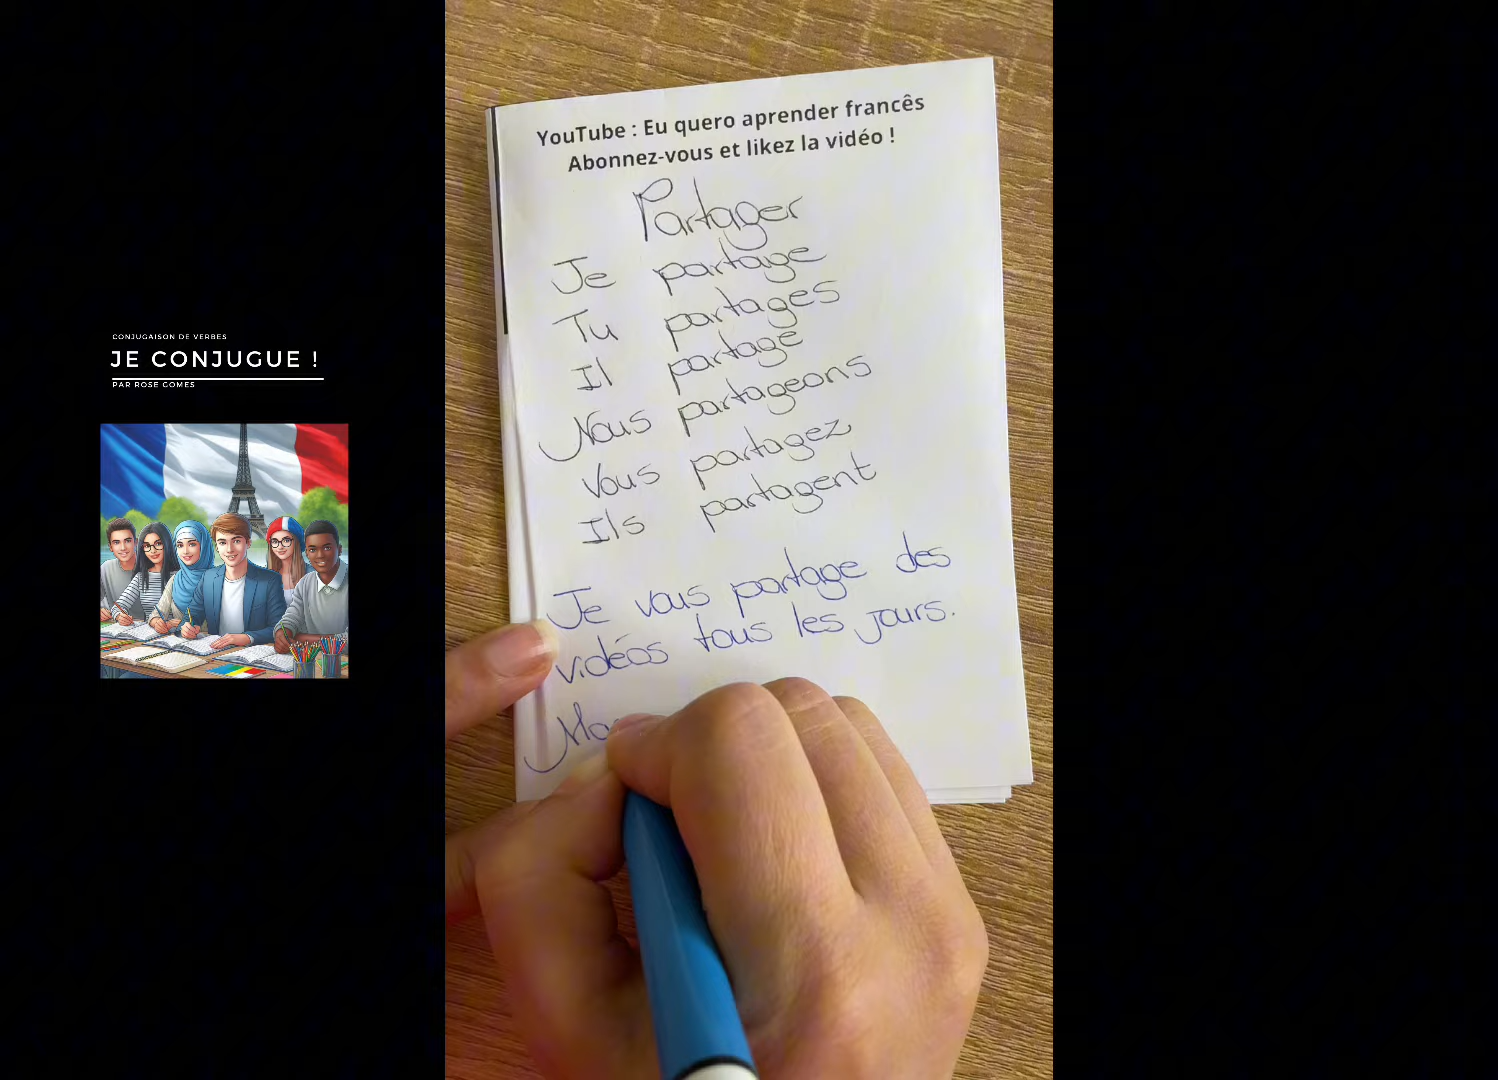 CONJUGAISON DE VERBES
JE CONJUGUE !
PAR ROSE GOMES
YouTube : Eu quero aprender francês
Abonnez-vous et likez la vidéo !
Partager
Je partage
Tu partages
Il partage
Nous partageons
Vous partagez
Ils partagent
Je vous partage des
vidéos tous les jours.